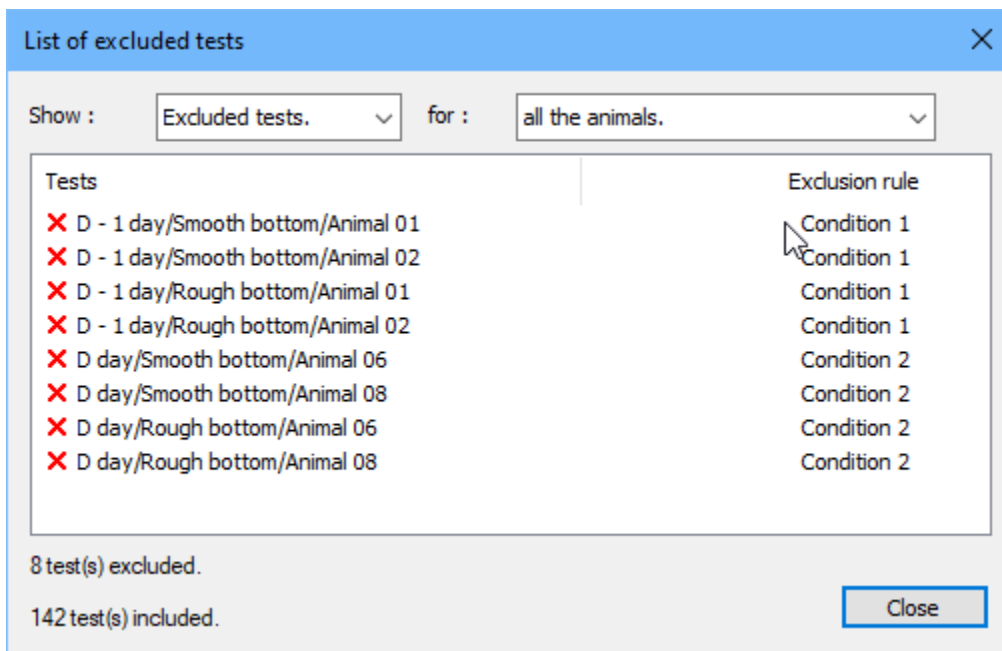 List of excluded tests
Show : Excluded tests. for : all the animals.
Tests Exclusion rule
D - 1 day/Smooth bottom/Animal 01 Condition 1
D - 1 day/Smooth bottom/Animal 02 Condition 1
D - 1 day/Rough bottom/Animal 01 Condition 1
D - 1 day/Rough bottom/Animal 02 Condition 1
D day/Smooth bottom/Animal 06 Condition 2
D day/Smooth bottom/Animal 08 Condition 2
D day/Rough bottom/Animal 06 Condition 2
D day/Rough bottom/Animal 08 Condition 2
8 test(s) excluded.
142 test(s) included.
Close